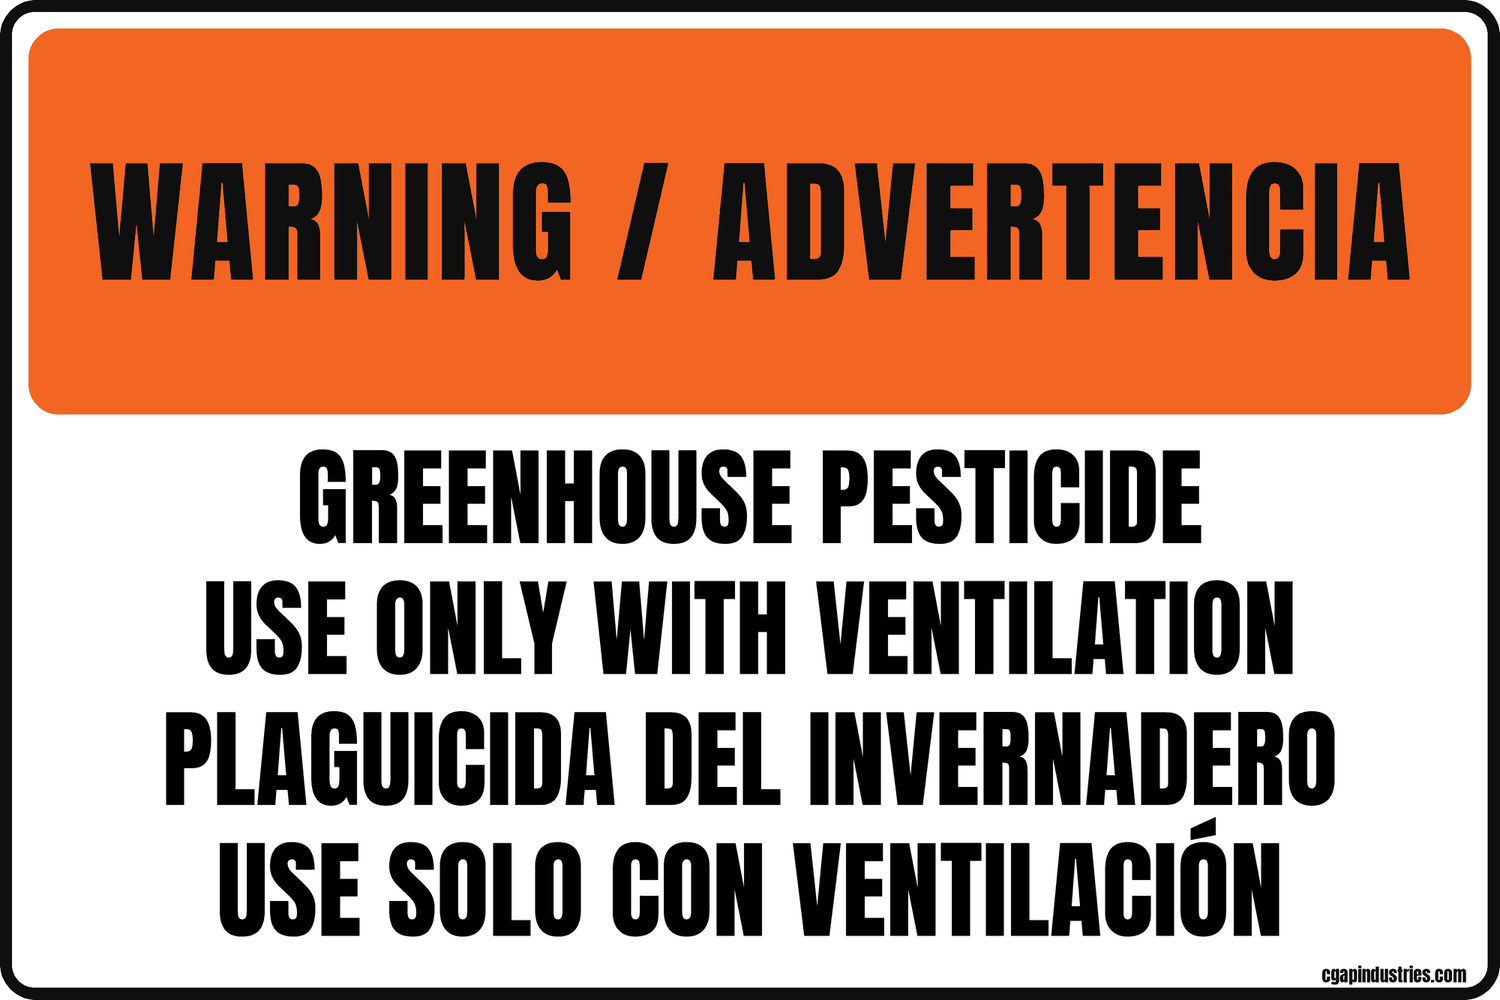 WARNING / ADVERTENCIA
GREENHOUSE PESTICIDE
USE ONLY WITH VENTILATION
PLAGUICIDA DEL INVERNADERO
USE SOLO CON VENTILACIÓN
cgapindustries.com